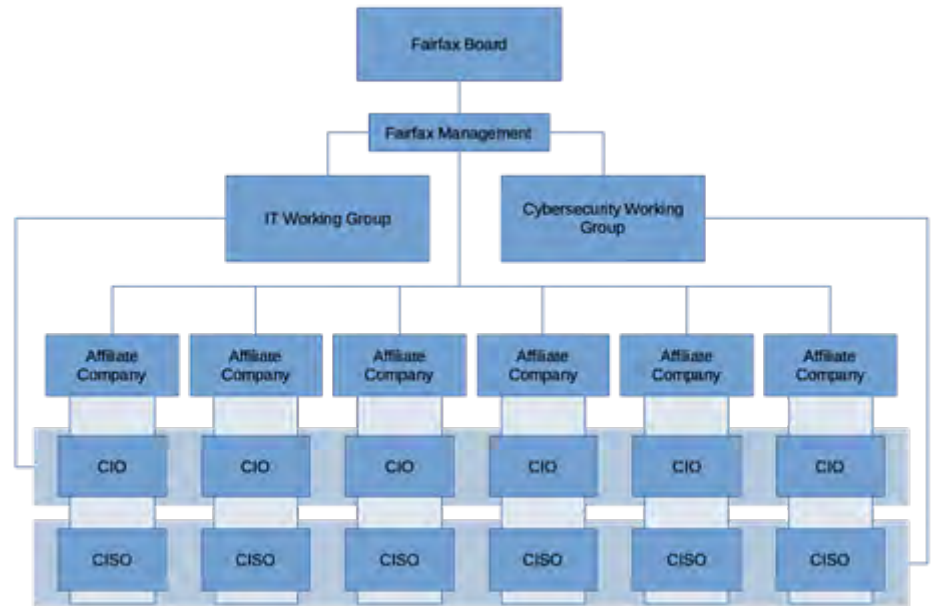 Fairfax Board
Fairfax Management
IT Working Group
Cybersecurity Working
Group
Affiliate
Company
Affiliate
Company
Affiliate
Company
Affiliate
Company
Affiliate
Company
Affiliate
Company
CIO
CIO
CIO
CIO
CIO
CIO
CISO
CISO
CISO
CISO
CISO
CISO